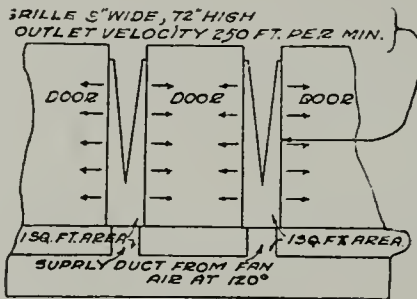 GRILLE 5" WIDE, 72" HIGH
OUTLET VELOCITY 250 FT. PER MIN.
DOOR DOOR DOOR
1 SQ. FT. AREA 1 SQ. FT. AREA
SUPPLY DUCT FROM FAN
AIR AT 120°